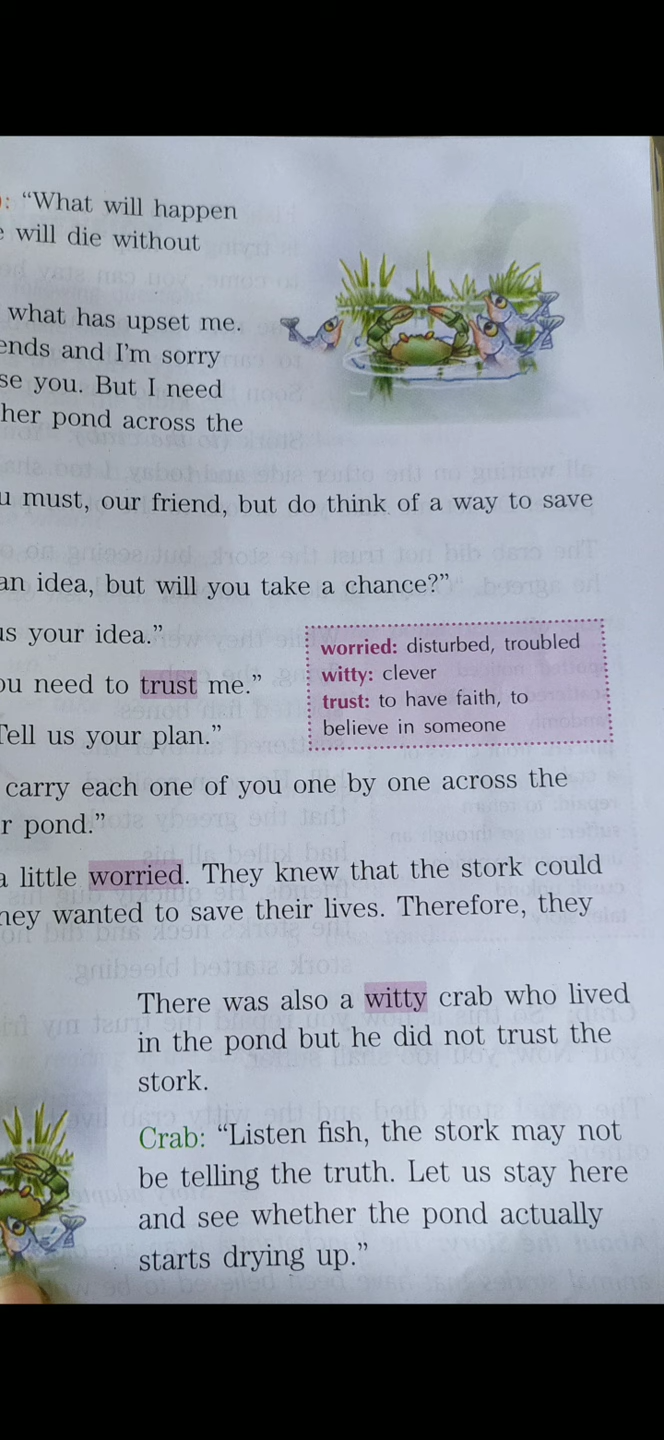 : “What will happen
will die without
what has upset me.
ends and I’m sorry
se you. But I need
her pond across the
u must, our friend, but do think of a way to save
an idea, but will you take a chance?”
us your idea.”
worried: disturbed, troubled
witty: clever
trust: to have faith, to
believe in someone
ou need to trust me.”
Tell us your plan.”
carry each one of you one by one across the
r pond.”
a little worried. They knew that the stork could
hey wanted to save their lives. Therefore, they
There was also a witty crab who lived
in the pond but he did not trust the
stork.
Crab: “Listen fish, the stork may not
be telling the truth. Let us stay here
and see whether the pond actually
starts drying up.”